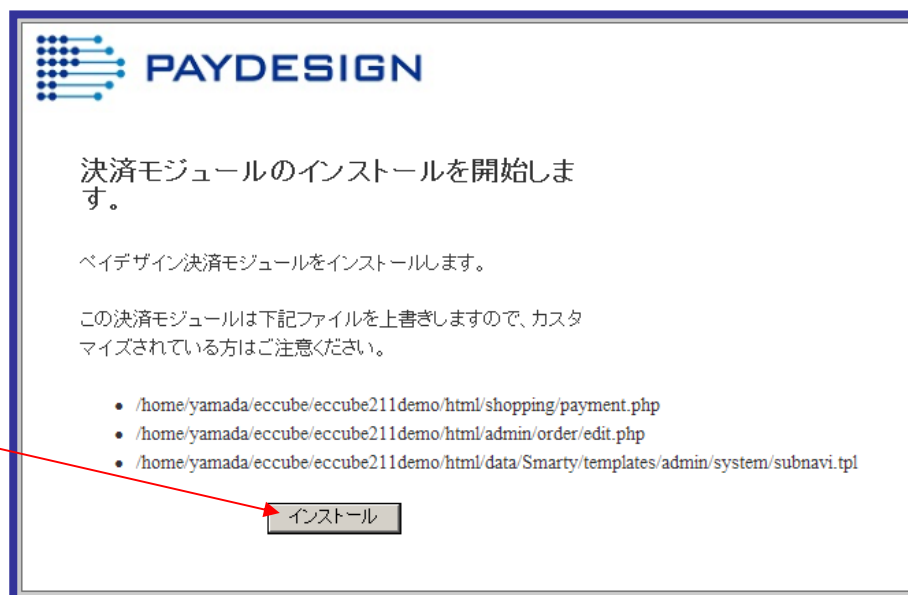 PAYDESIGN
決済モジュールのインストールを開始しま
す。
ペイデザイン決済モジュールをインストールします。
この決済モジュールは下記ファイルを上書きしますので、カスタ
マイズされている方はご注意ください。
• /home/yamada/eccube/eccube211demo/html/shopping/payment.php
• /home/yamada/eccube/eccube211demo/html/admin/order/edit.php
• /home/yamada/eccube/eccube211demo/html/data/Smarty/templates/admin/system/subnavi.tpl
インストール